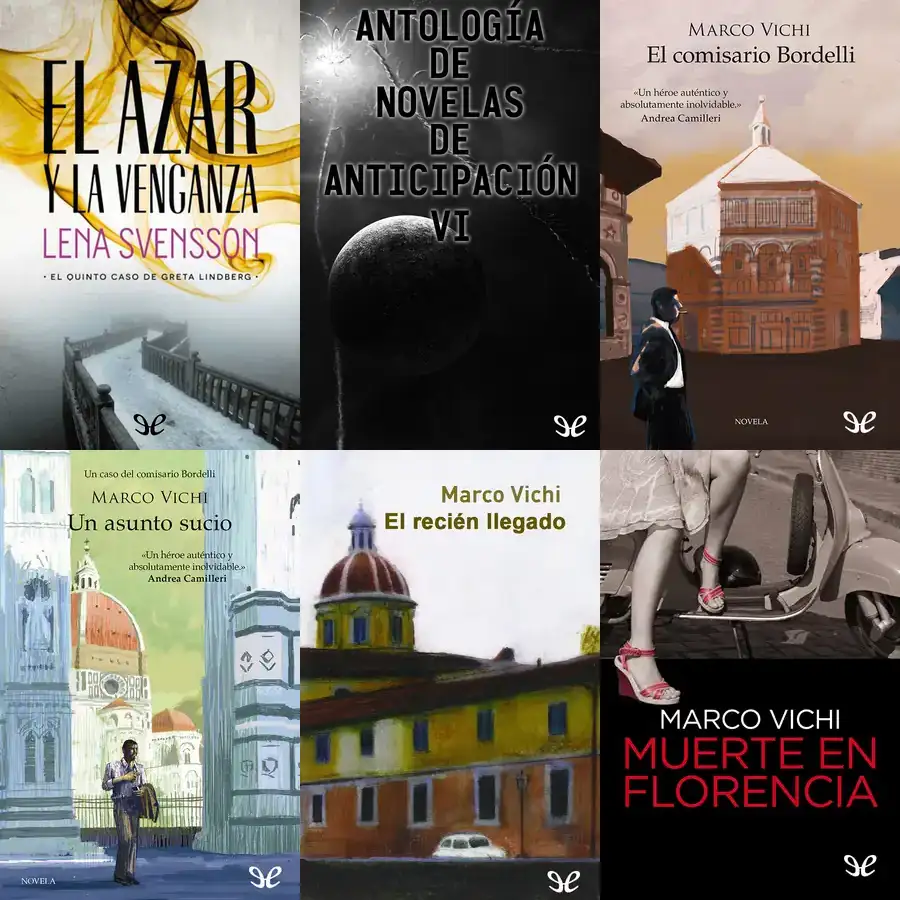 EL AZAR
Y LA VENGANZA
LENA SVENSSON
· EL QUINTO CASO DE GRETA LINDBERG ·
ANTOLOGÍA
DE
NOVELAS
DE
ANTICIPACIÓN
VI
MARCO VICHI
El comisario Bordelli
«Un héroe auténtico y
absolutamente inolvidable.»
Andrea Camilleri
NOVELA
Un caso del comisario Bordelli
MARCO VICHI
Un asunto sucio
«Un héroe auténtico y
absolutamente inolvidable.»
Andrea Camilleri
NOVELA
Marco Vichi
El recién llegado
MARCO VICHI
MUERTE EN
FLORENCIA